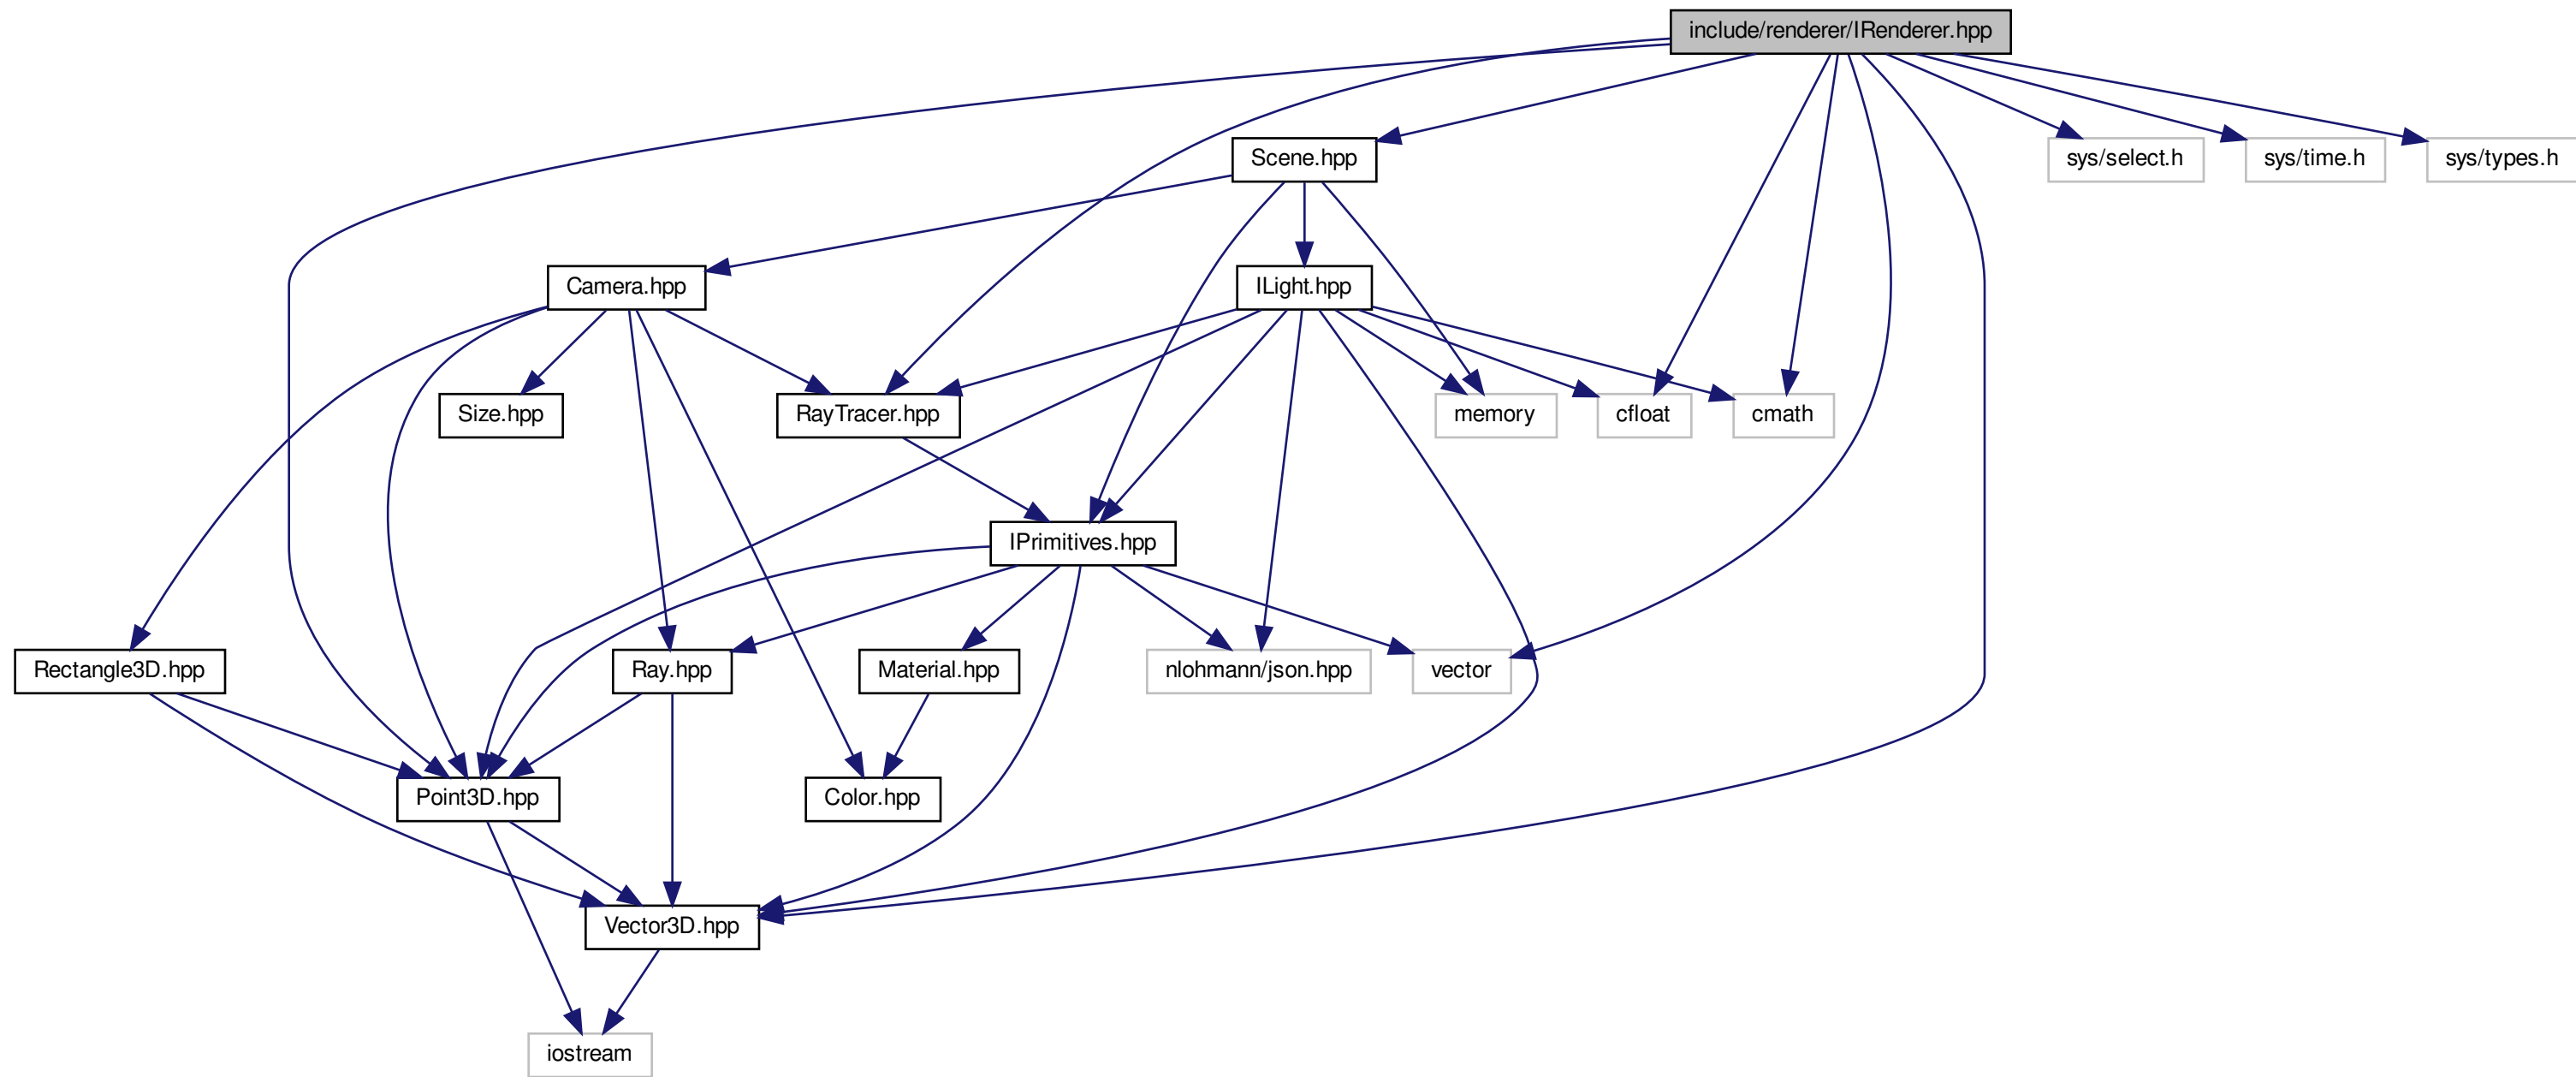 include/renderer/IRenderer.hpp
Scene.hpp
sys/select.h
sys/time.h
sys/types.h
Camera.hpp
ILight.hpp
Size.hpp
RayTracer.hpp
memory
cfloat
cmath
IPrimitives.hpp
Rectangle3D.hpp
Ray.hpp
Material.hpp
nlohmann/json.hpp
vector
Point3D.hpp
Color.hpp
Vector3D.hpp
iostream